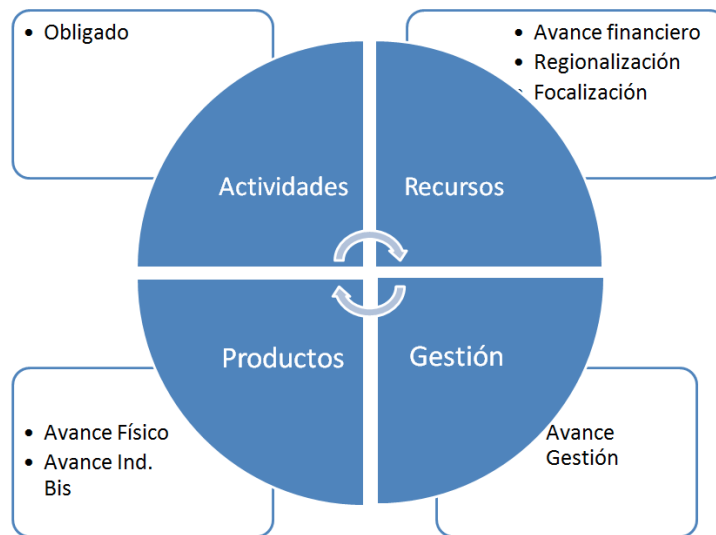 • Obligado
• Avance financiero
• Regionalización
• Focalización
Actividades
Recursos
Productos
Gestión
• Avance Físico
• Avance Ind.
Bis
Avance
Gestión